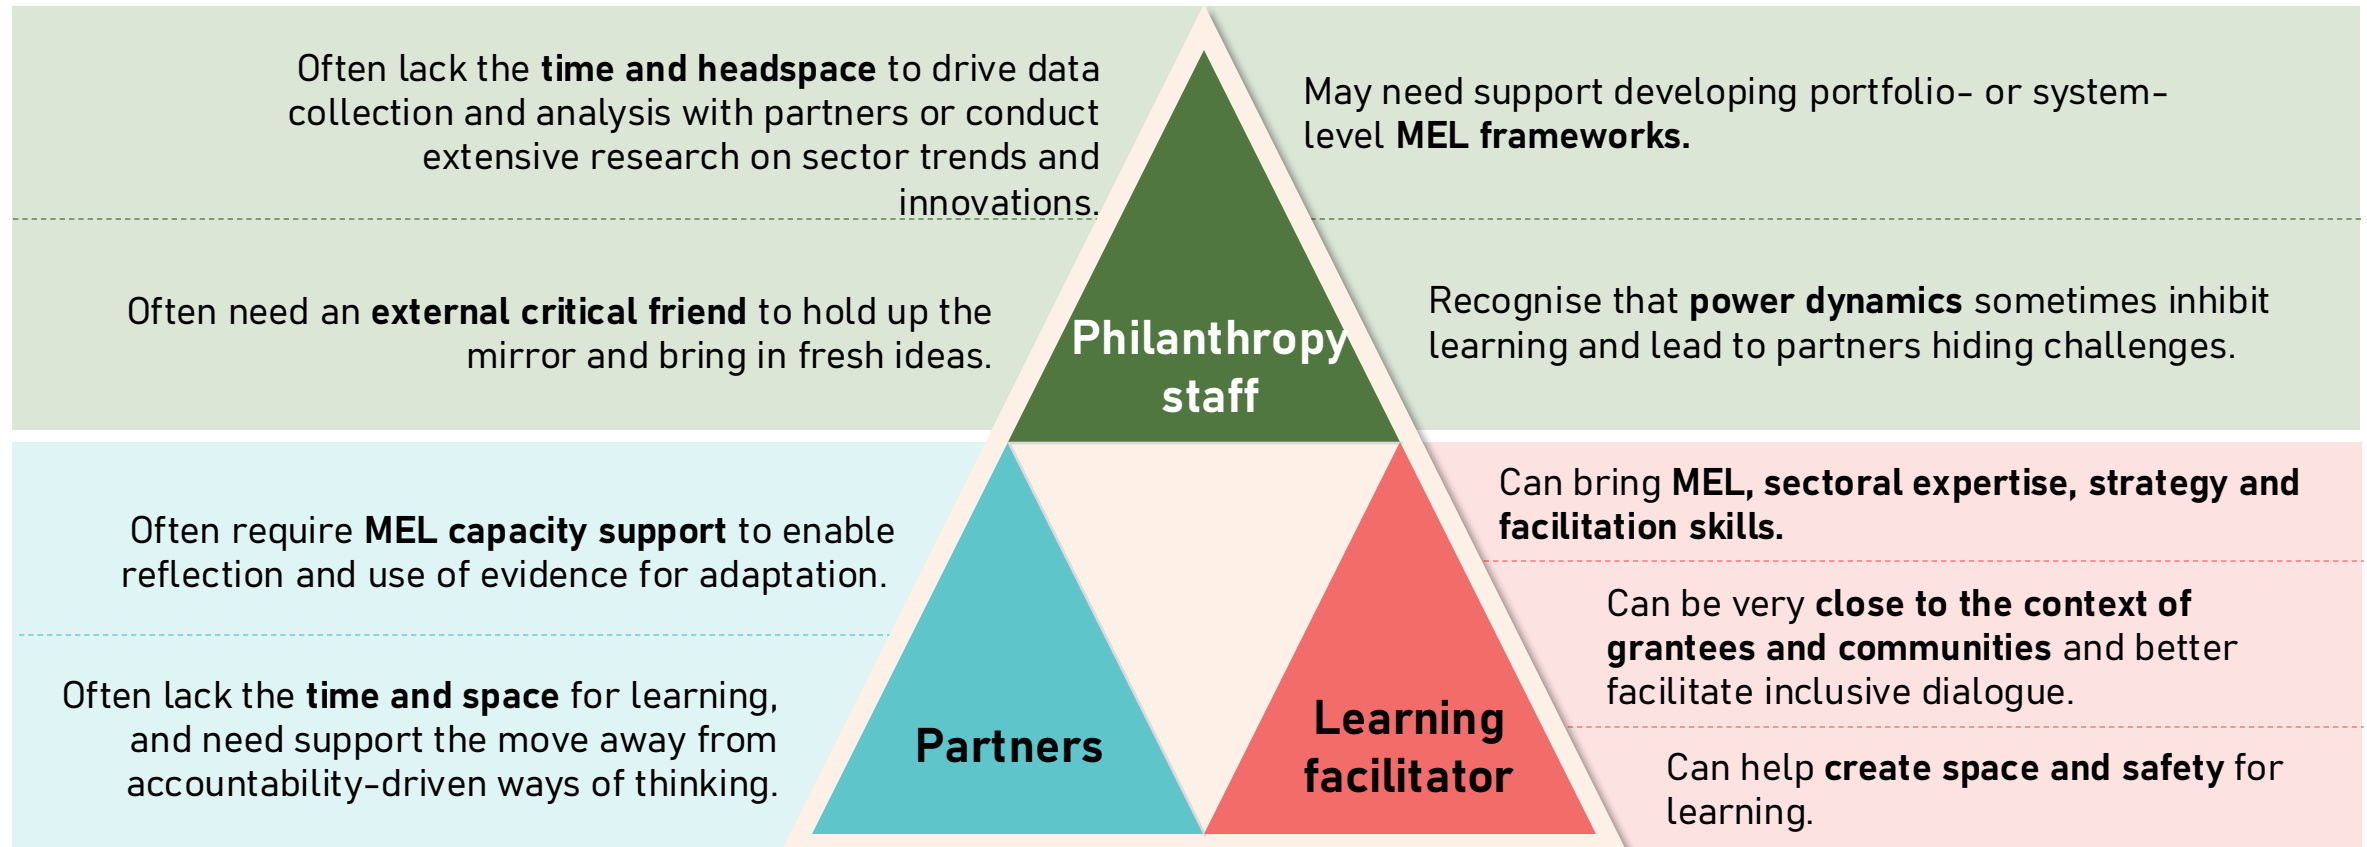 Often lack the time and headspace to drive data
collection and analysis with partners or conduct
extensive research on sector trends and
innovations.
May need support developing portfolio- or system-
level MEL frameworks.
Often need an external critical friend to hold up the
mirror and bring in fresh ideas.
Philanthropy
staff
Recognise that power dynamics sometimes inhibit
learning and lead to partners hiding challenges.
Often require MEL capacity support to enable
reflection and use of evidence for adaptation.
Often lack the time and space for learning,
and need support the move away from
accountability-driven ways of thinking.
Partners
Learning
facilitator
Can bring MEL, sectoral expertise, strategy and
facilitation skills.
Can be very close to the context of
grantees and communities and better
facilitate inclusive dialogue.
Can help create space and safety for
learning.